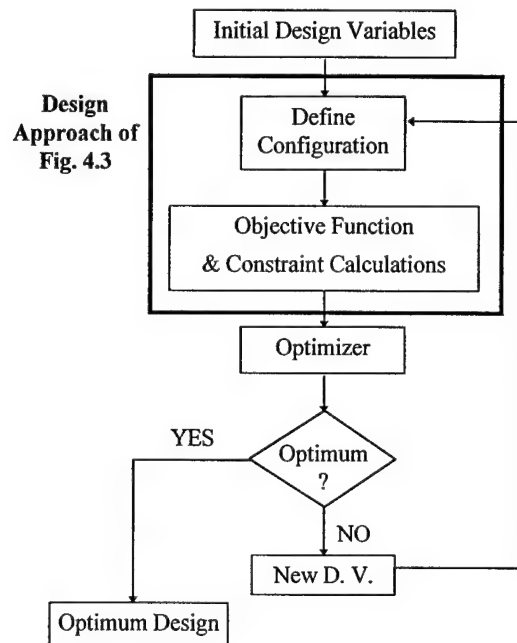 Initial Design Variables
Design
Approach of
Fig. 4.3
Define
Configuration
Objective Function
& Constraint Calculations
Optimizer
YES
Optimum
?
NO
New D. V.
Optimum Design